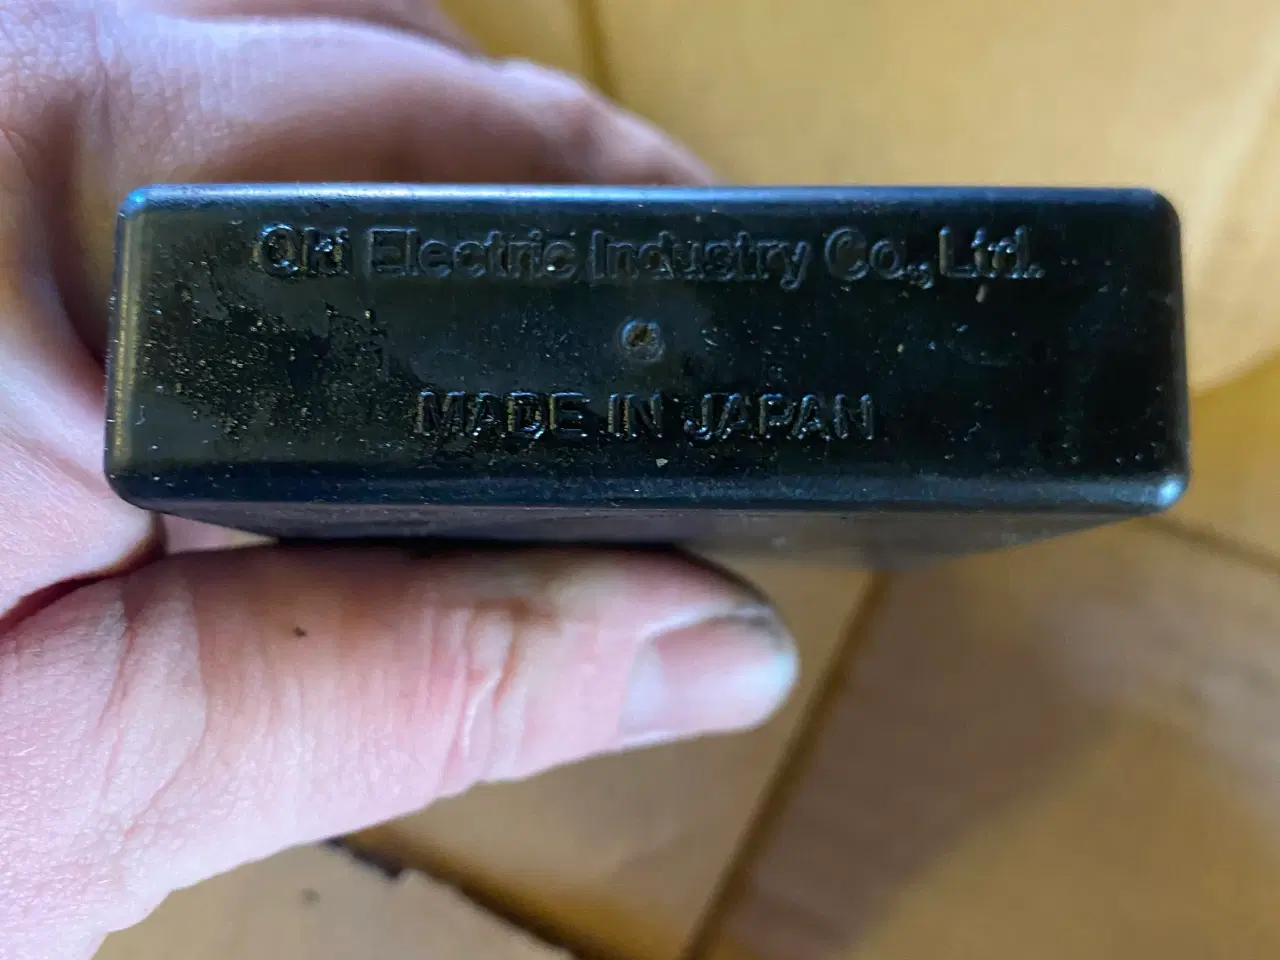 Oki Electric Industry Co., Ltd.
MADE IN JAPAN